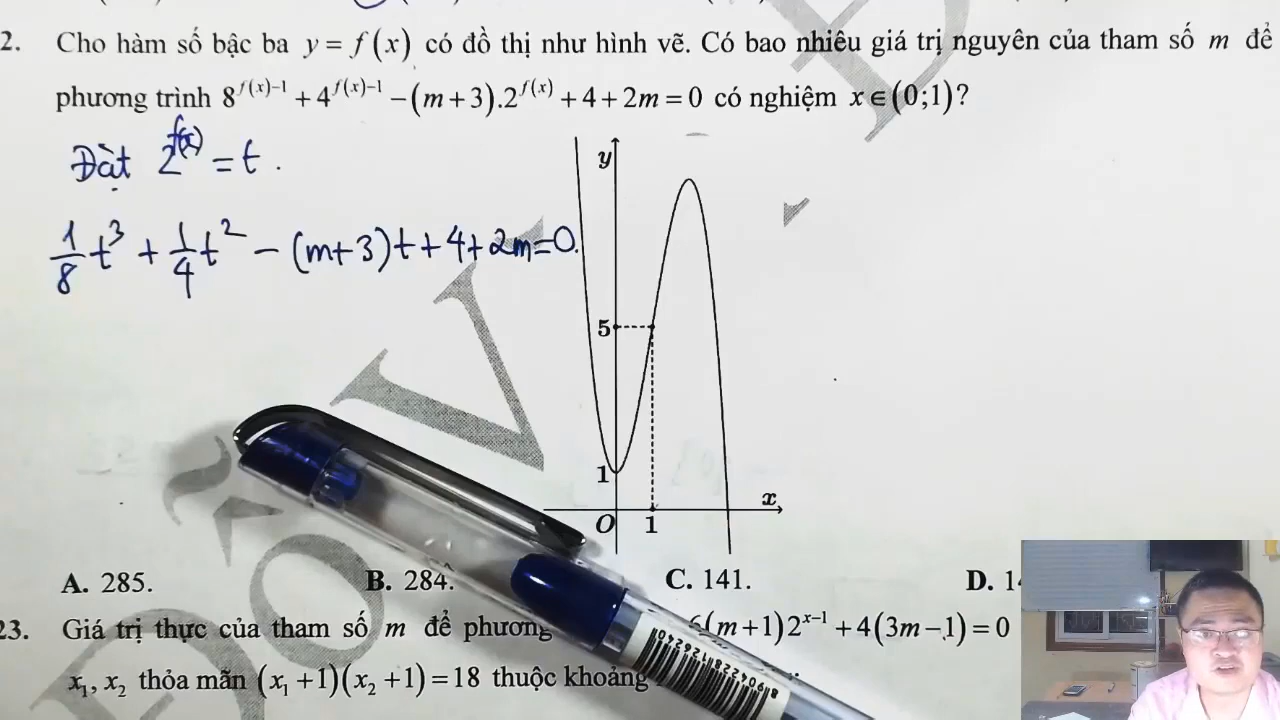 2. Cho hàm số bậc ba y = f(x) có đồ thị như hình vẽ. Có bao nhiêu giá trị nguyên của tham số m để
phương trình 8^{f(x)-1} + 4^{f(x)-1} - (m+3).2^{f(x)} + 4 + 2m = 0 có nghiệm x ∈ (0;1)?
Đặt 2^{f(x)} = t.
1/8 t^3 + 1/4 t^2 - (m+3)t + 4 + 2m = 0.
y
5
1
x
O 1
A. 285. B. 284. C. 141. D.
23. Giá trị thực của tham số m để phương (m+1)2^{x-1} + 4(3m-1) = 0
x_1, x_2 thỏa mãn (x_1+1)(x_2+1) = 18 thuộc khoảng